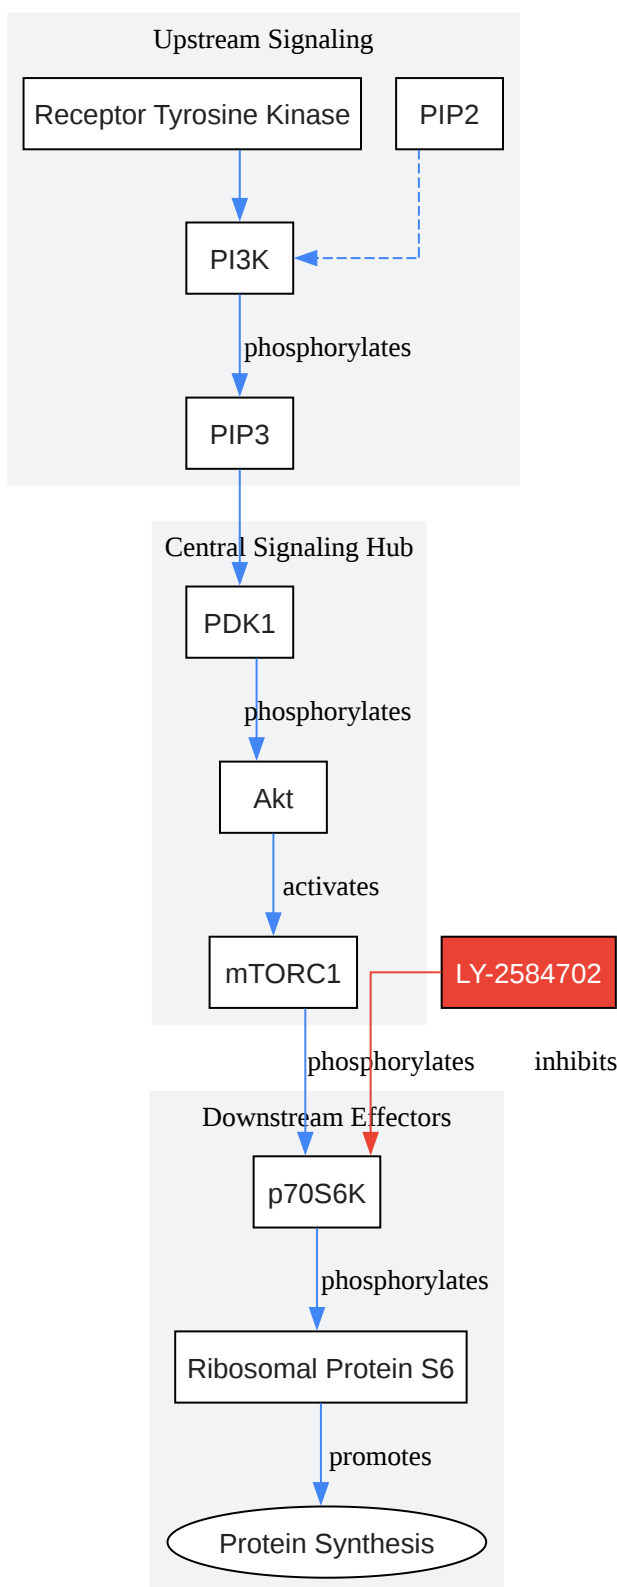 Upstream Signaling
Receptor Tyrosine Kinase
PIP2
PI3K
phosphorylates
PIP3
Central Signaling Hub
PDK1
phosphorylates
Akt
activates
mTORC1
LY-2584702
phosphorylates
inhibits
Downstream Effectors
p70S6K
phosphorylates
Ribosomal Protein S6
promotes
Protein Synthesis